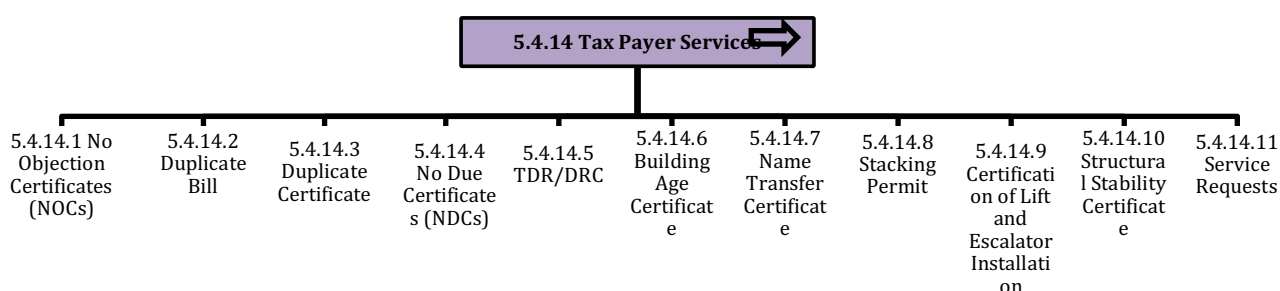 5.4.14 Tax Payer Services
5.4.14.1 No
Objection
Certificates
(NOCs)
5.4.14.2
Duplicate
Bill
5.4.14.3
Duplicate
Certificate
5.4.14.4
No Due
Certificate
s (NDCs)
5.4.14.5
TDR/DRC
5.4.14.6
Building
Age
Certificat
e
5.4.14.7
Name
Transfer
Certificat
e
5.4.14.8
Stacking
Permit
5.4.14.9
Certificati
on of Lift
and
Escalator
Installati
on
5.4.14.10
Structura
l Stability
Certificat
e
5.4.14.11
Service
Requests